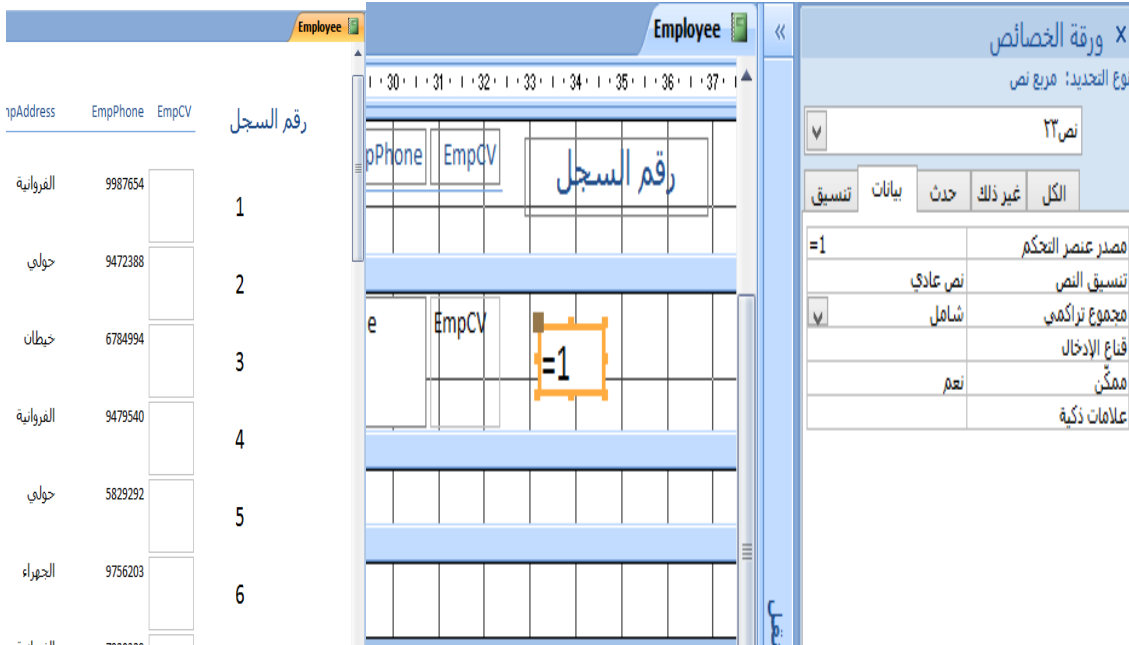 Employee
EmpPhone EmpCV رقم السجل
الفروانية 9987654 1
حولي 9472388 2
خيطان 6784994 3
الفروانية 9479540 4
حولي 5829292 5
الجهراء 9756203 6
Employee
30 31 32 33 34 35 36 37
EmpCV رقم السجل
EmpCV =1
ورقة الخصائص
نوع التحديد: مربع نص
نص٢٣
تنسيق بيانات حدث غير ذلك الكل
مصدر عنصر التحكم =1
تنسيق النص نص عادي
مجموع تراكمي شامل
قناع الإدخال
ممكّن نعم
علامات ذكية